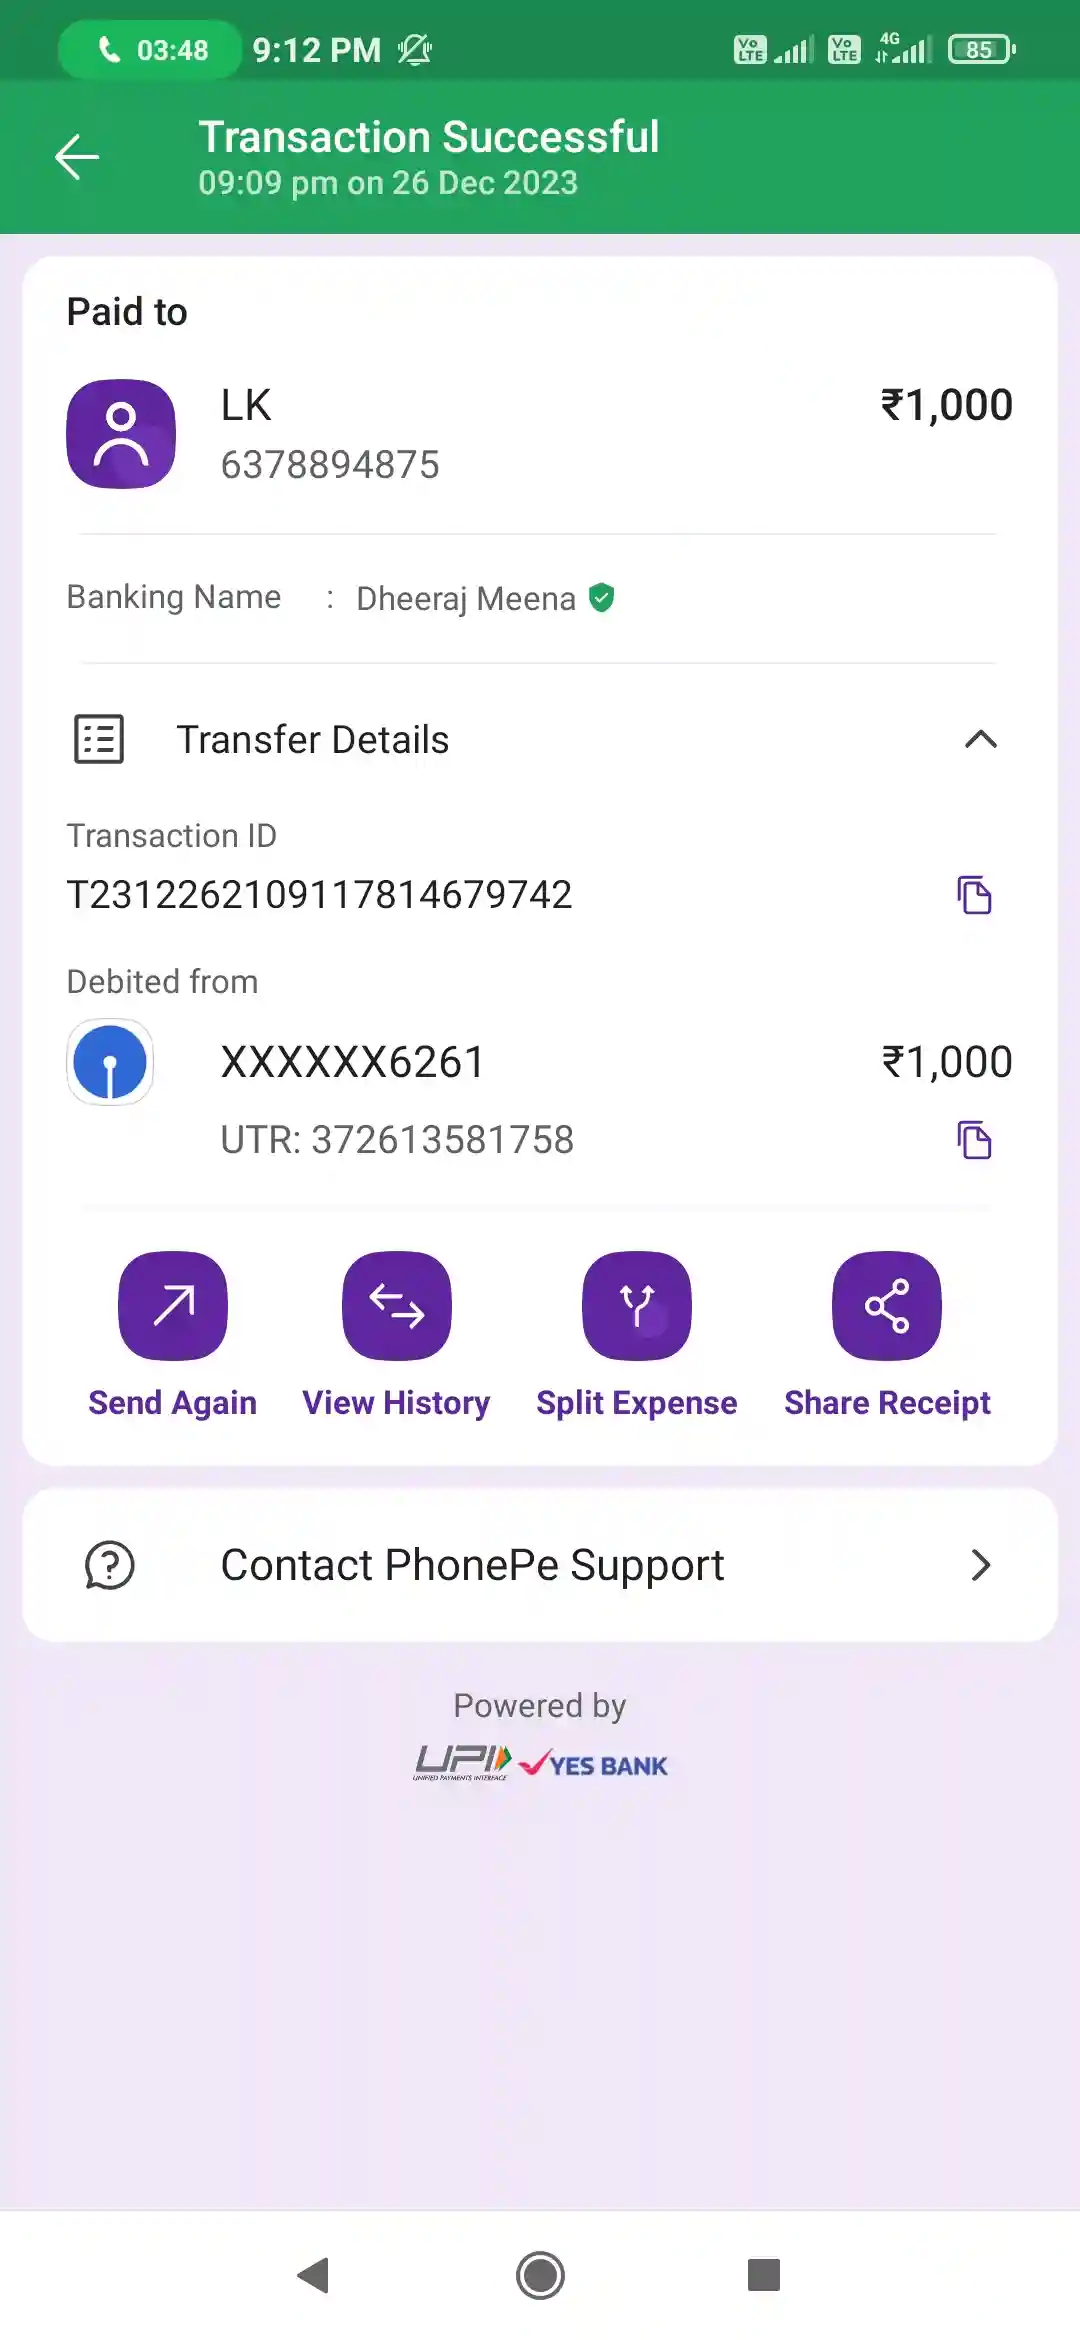 03:48 9:12 PM Vo LTE Vo LTE 4G 85
Transaction Successful
09:09 pm on 26 Dec 2023
Paid to
LK ₹1,000
6378894875
Banking Name : Dheeraj Meena
Transfer Details
Transaction ID
T2312262109117814679742
Debited from
XXXXXX6261 ₹1,000
UTR: 372613581758
Send Again View History Split Expense Share Receipt
Contact PhonePe Support
Powered by
UPI YES BANK
UNIFIED PAYMENTS INTERFACE